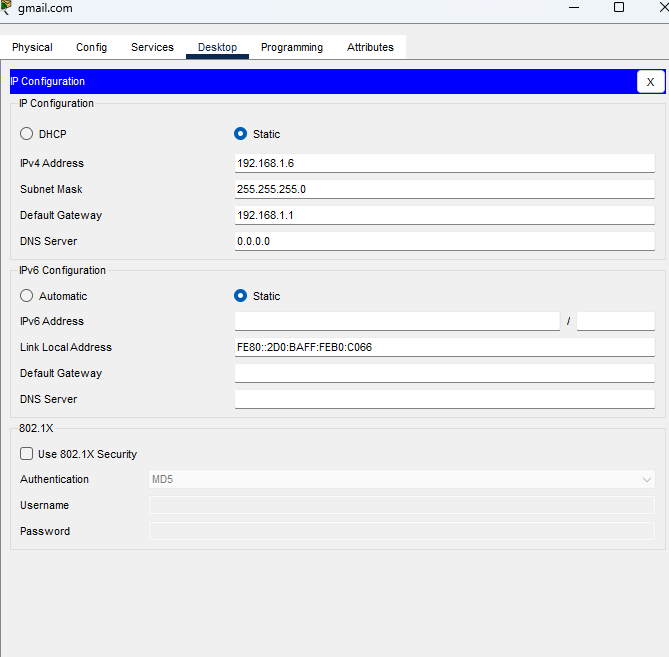 gmail.com
Physical Config Services Desktop Programming Attributes
IP Configuration X
IP Configuration
DHCP Static
IPv4 Address 192.168.1.6
Subnet Mask 255.255.255.0
Default Gateway 192.168.1.1
DNS Server 0.0.0.0
IPv6 Configuration
Automatic Static
IPv6 Address /
Link Local Address FE80::2D0:BAFF:FEB0:C066
Default Gateway
DNS Server
802.1X
Use 802.1X Security
Authentication MD5
Username
Password